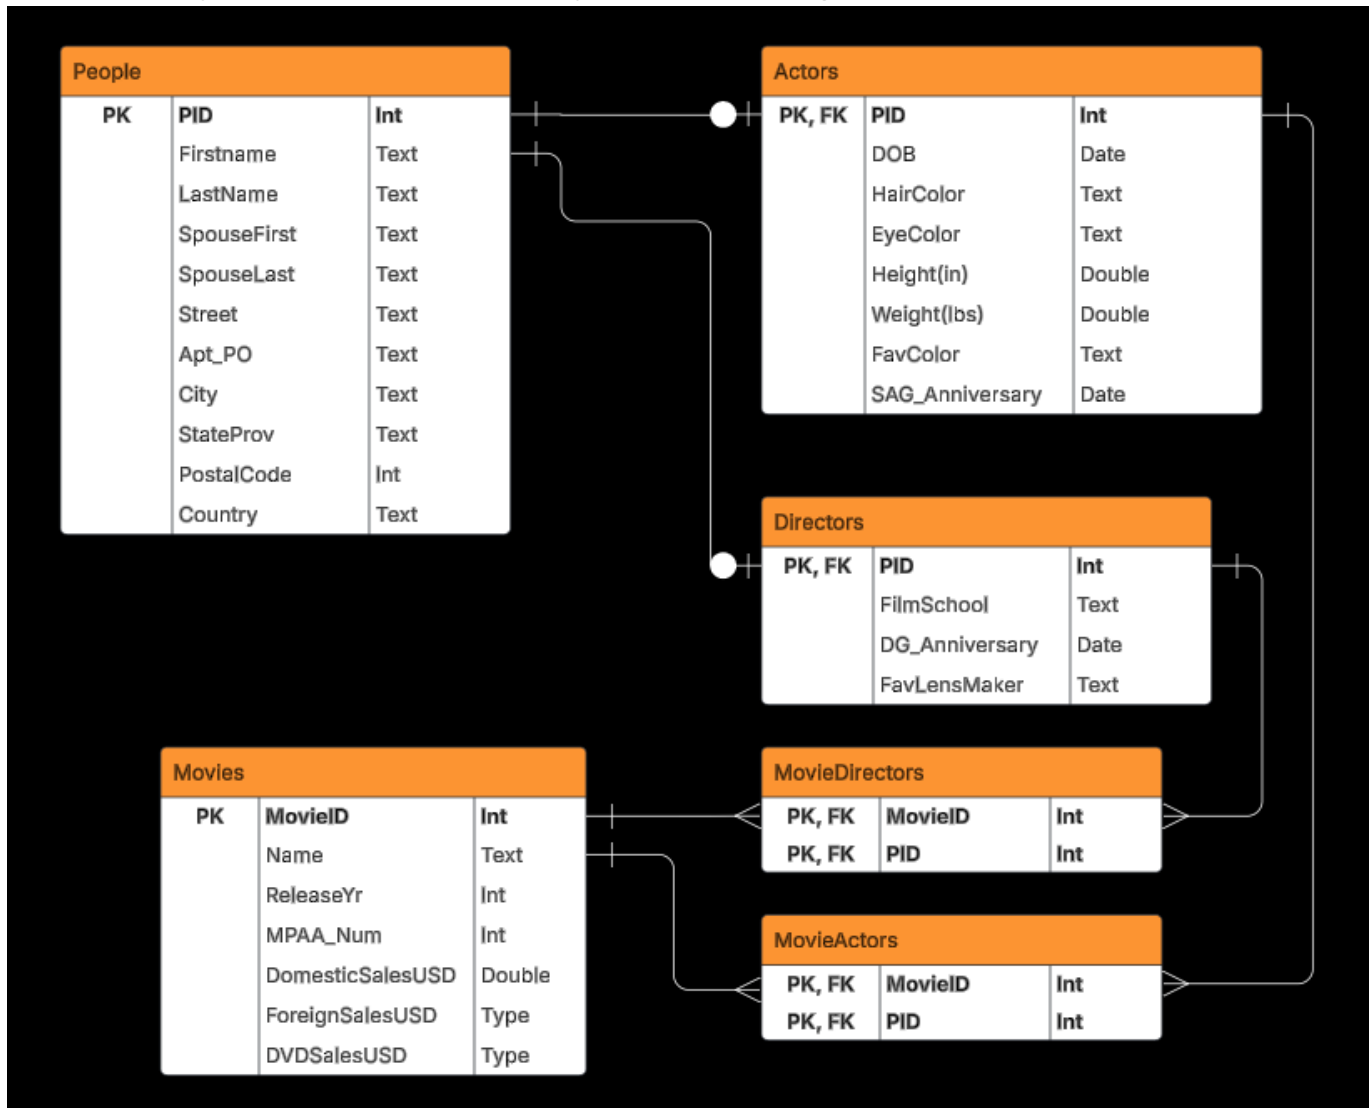 People
PK PID Int
Firstname Text
LastName Text
SpouseFirst Text
SpouseLast Text
Street Text
Apt_PO Text
City Text
StateProv Text
PostalCode Int
Country Text
Actors
PK, FK PID Int
DOB Date
HairColor Text
EyeColor Text
Height(in) Double
Weight(lbs) Double
FavColor Text
SAG_Anniversary Date
Directors
PK, FK PID Int
FilmSchool Text
DG_Anniversary Date
FavLensMaker Text
Movies
PK MovieID Int
Name Text
ReleaseYr Int
MPAA_Num Int
DomesticSalesUSD Double
ForeignSalesUSD Type
DVDSalesUSD Type
MovieDirectors
PK, FK MovieID Int
PK, FK PID Int
MovieActors
PK, FK MovieID Int
PK, FK PID Int